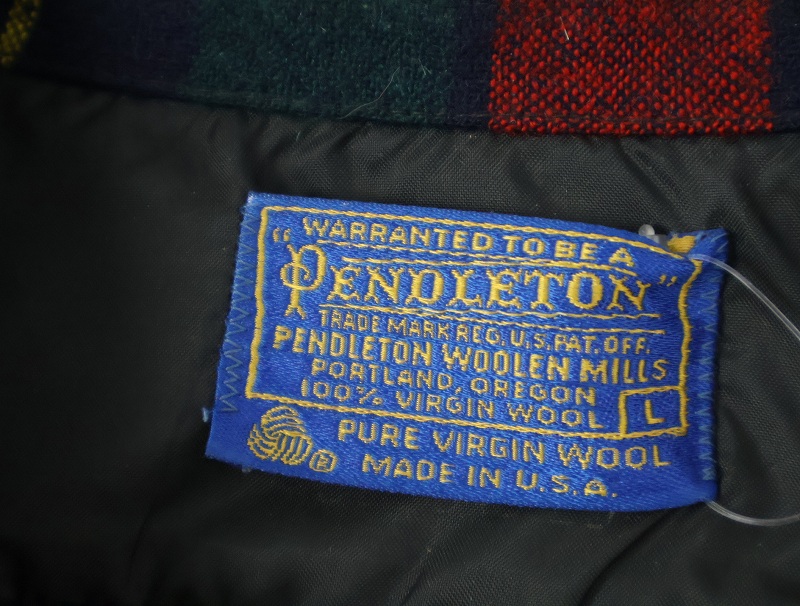 WARRANTED TO BE A
"PENDLETON"
TRADE MARK REG. U.S. PAT. OFF.
PENDLETON WOOLEN MILLS
PORTLAND, OREGON
100% VIRGIN WOOL L
PURE VIRGIN WOOL
MADE IN U.S.A.